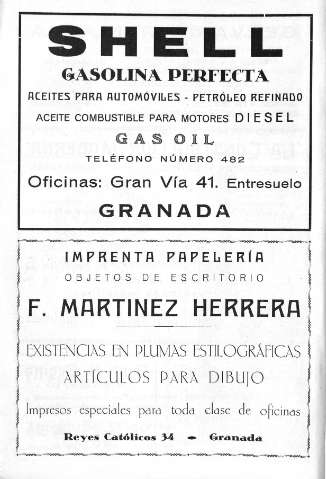 SHELL
GASOLINA PERFECTA
ACEITES PARA AUTOMÓVILES - PETRÓLEO REFINADO
ACEITE COMBUSTIBLE PARA MOTORES DIESEL
GAS OIL
TELÉFONO NÚMERO 482
Oficinas: Gran Vía 41. Entresuelo
GRANADA
IMPRENTA PAPELERÍA
OBJETOS DE ESCRITORIO
F. MARTINEZ HERRERA
EXISTENCIAS EN PLUMAS ESTILOGRÁFICAS
ARTÍCULOS PARA DIBUJO
Impresos especiales para toda clase de oficinas
Reyes Católicos 34 - Granada